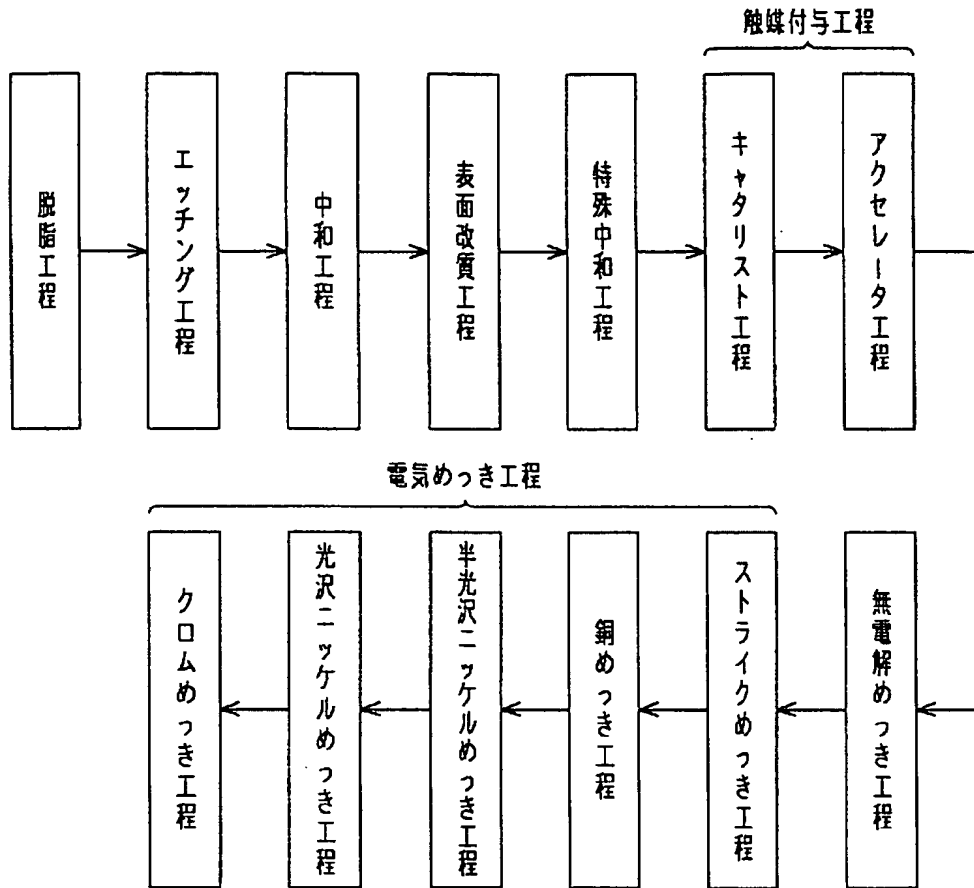 触媒付与工程
脱脂工程
エッチング工程
中和工程
表面改質工程
特殊中和工程
キャタリスト工程
アクセレータ工程
電気めっき工程
無電解めっき工程
ストライクめっき工程
銅めっき工程
半光沢ニッケルめっき工程
光沢ニッケルめっき工程
クロムめっき工程